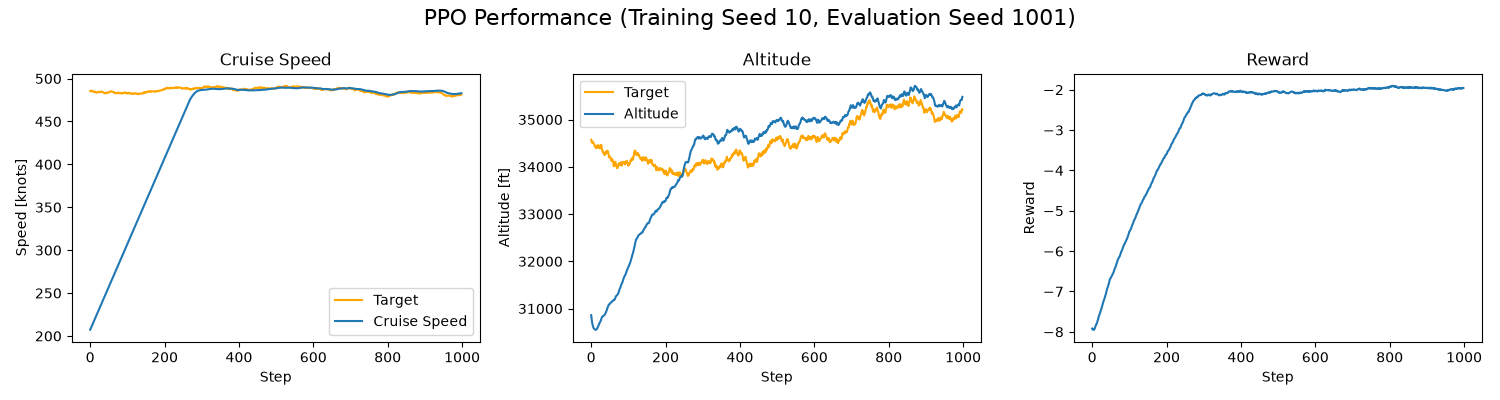 PPO Performance (Training Seed 10, Evaluation Seed 1001)
Cruise Speed
Speed [knots]
500
450
400
350
300
250
200
Target
Cruise Speed
0 200 400 600 800 1000
Step
Altitude
Altitude [ft]
35000
34000
33000
32000
31000
Target
Altitude
0 200 400 600 800 1000
Step
Reward
Reward
−2
−3
−4
−5
−6
−7
−8
0 200 400 600 800 1000
Step